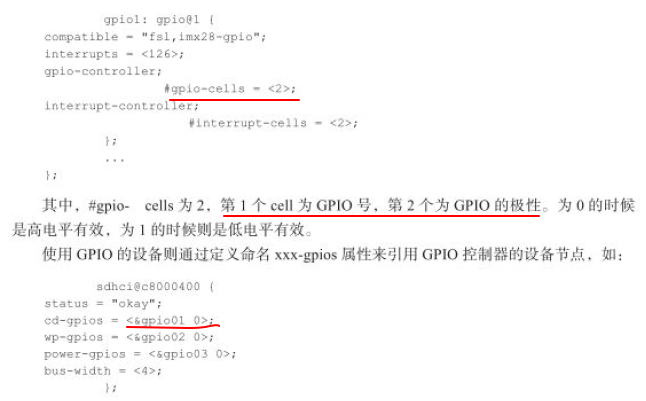 gpio1: gpio@1 {
compatible = "fsl,imx28-gpio";
interrupts = <126>;
gpio-controller;
#gpio-cells = <2>;
interrupt-controller;
#interrupt-cells = <2>;
};
...
};
其中，#gpio- cells 为 2，第 1 个 cell 为 GPIO 号，第 2 个为 GPIO 的极性。为 0 的时候
是高电平有效，为 1 的时候则是低电平有效。
使用 GPIO 的设备则通过定义命名 xxx-gpios 属性来引用 GPIO 控制器的设备节点，如：
sdhci@c8000400 {
status = "okay";
cd-gpios = <&gpio01 0>;
wp-gpios = <&gpio02 0>;
power-gpios = <&gpio03 0>;
bus-width = <4>;
};